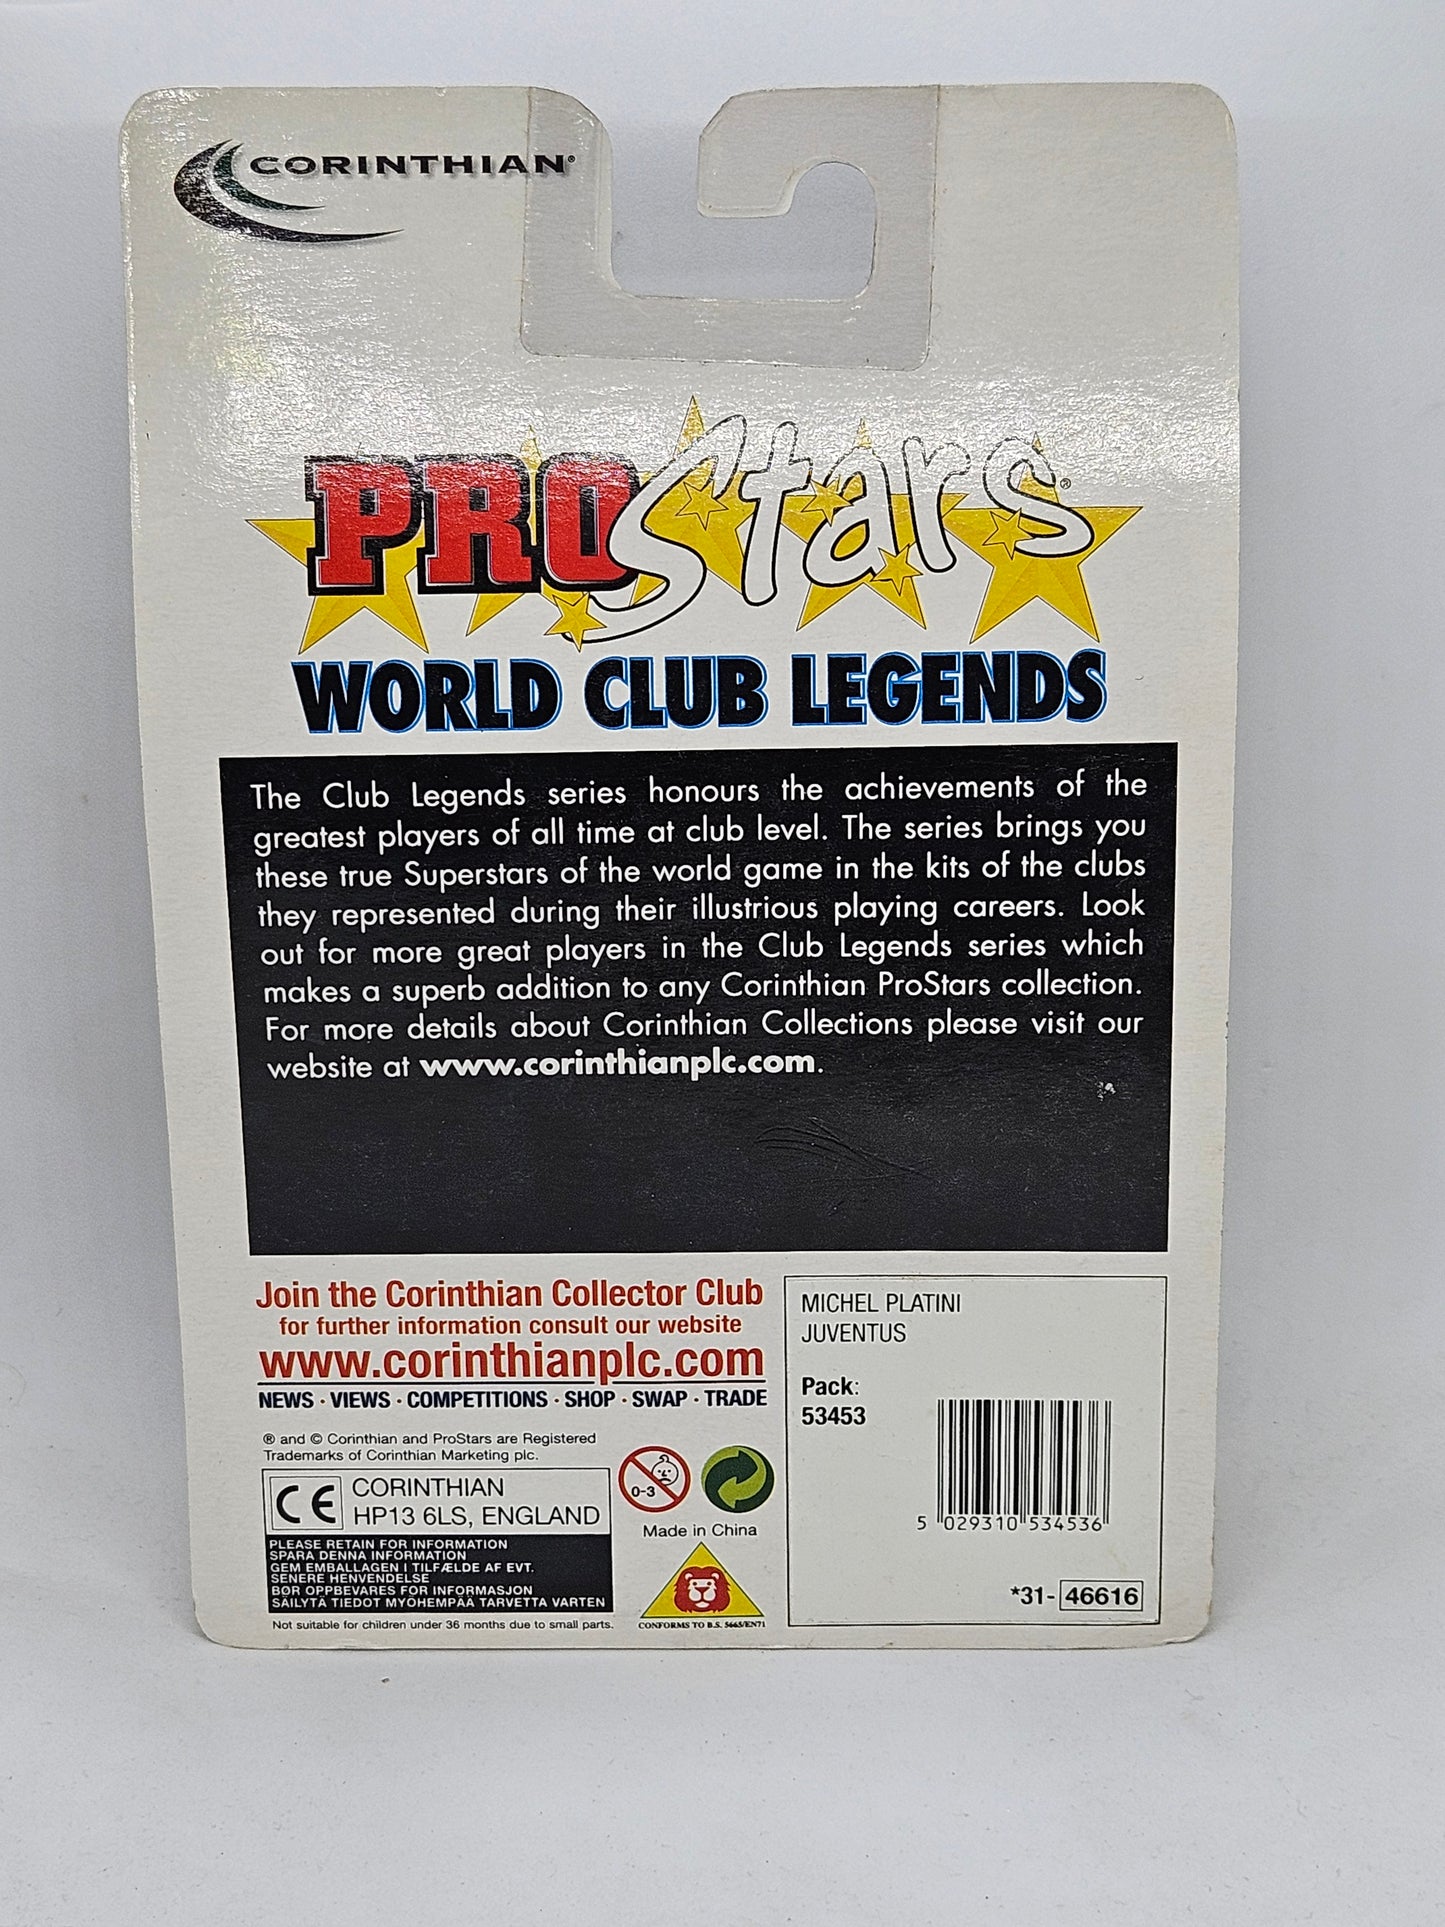 CORINTHIAN®
PROStars®
WORLD CLUB LEGENDS
The Club Legends series honours the achievements of the
greatest players of all time at club level. The series brings you
these true Superstars of the world game in the kits of the clubs
they represented during their illustrious playing careers. Look
out for more great players in the Club Legends series which
makes a superb addition to any Corinthian ProStars collection.
For more details about Corinthian Collections please visit our
website at www.corinthianplc.com.
Join the Corinthian Collector Club
for further information consult our website
www.corinthianplc.com
NEWS · VIEWS · COMPETITIONS · SHOP · SWAP · TRADE
® and © Corinthian and ProStars are Registered
Trademarks of Corinthian Marketing plc.
CE
CORINTHIAN
HP13 6LS, ENGLAND
PLEASE RETAIN FOR INFORMATION
SPARA DENNA INFORMATION
GEM EMBALLAGEN I TILFÆLDE AF EVT.
SENERE HENVENDELSE
BØR OPPBEVARES FOR INFORMASJON
SÄILYTÄ TIEDOT MYÖHEMPÄÄ TARVETTA VARTEN
Not suitable for children under 36 months due to small parts.
0-3
Made in China
CONFORMS TO B.S. 5665/EN71
MICHEL PLATINI
JUVENTUS
Pack:
53453
5 029310 534536
*31- 46616